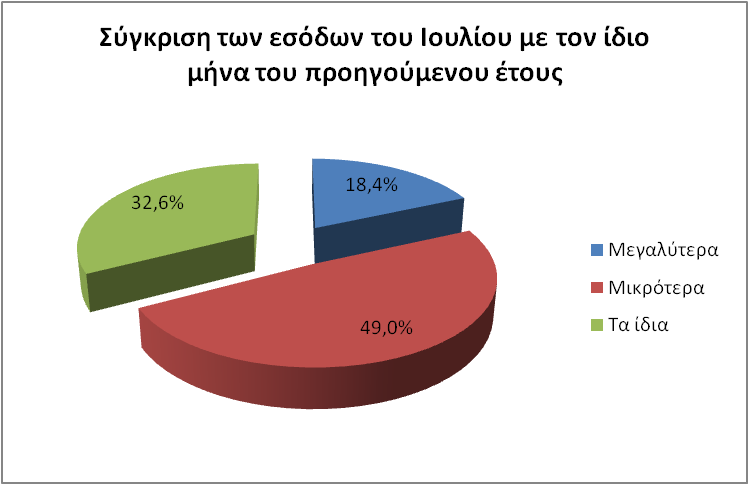 Σύγκριση των εσόδων του Ιουλίου με τον ίδιο
μήνα του προηγούμενου έτους
18,4%
32,6%
49,0%
Μεγαλύτερα
Μικρότερα
Τα ίδια